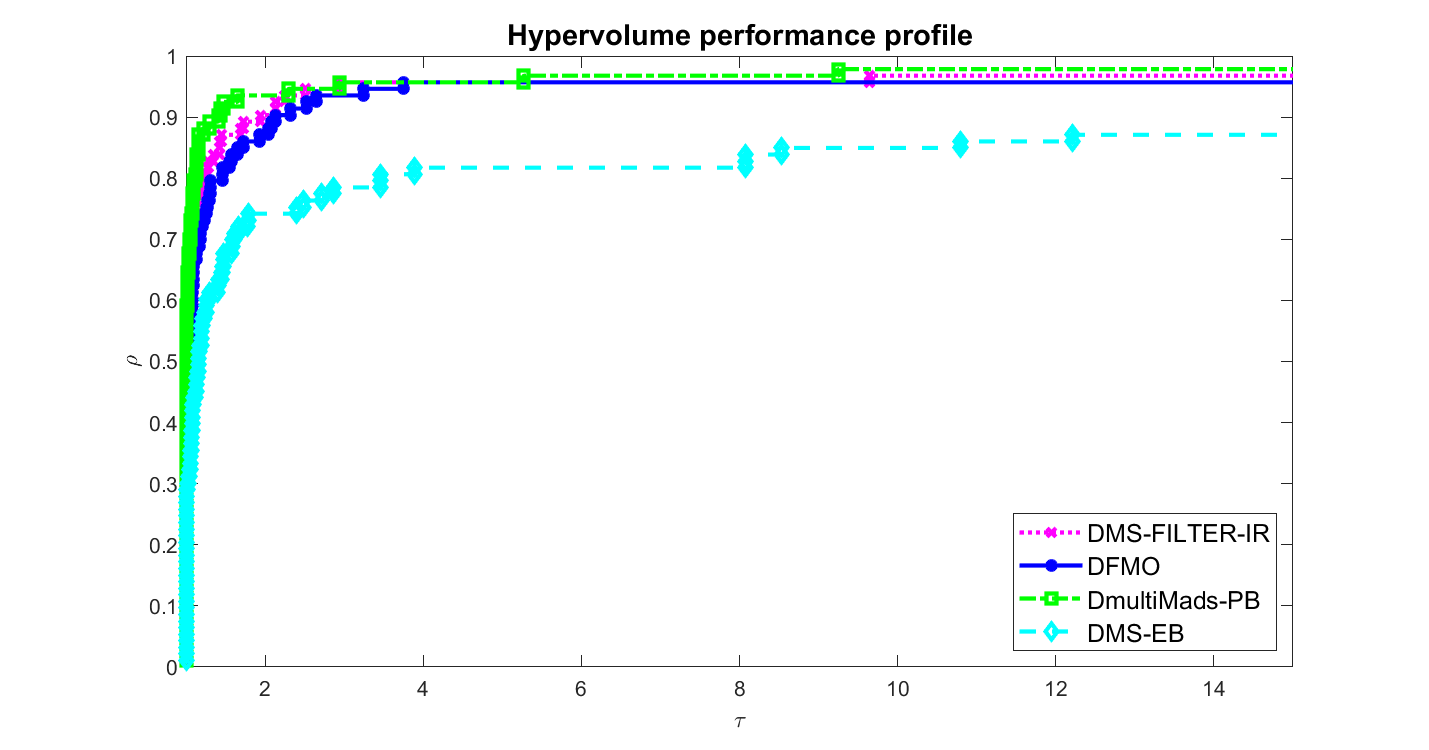 Hypervolume performance profile
1
0.9
0.8
0.7
0.6
0.5
0.4
0.3
0.2
0.1
0
ρ
2 4 6 8 10 12 14
τ
DMS-FILTER-IR
DFMO
DmultiMads-PB
DMS-EB